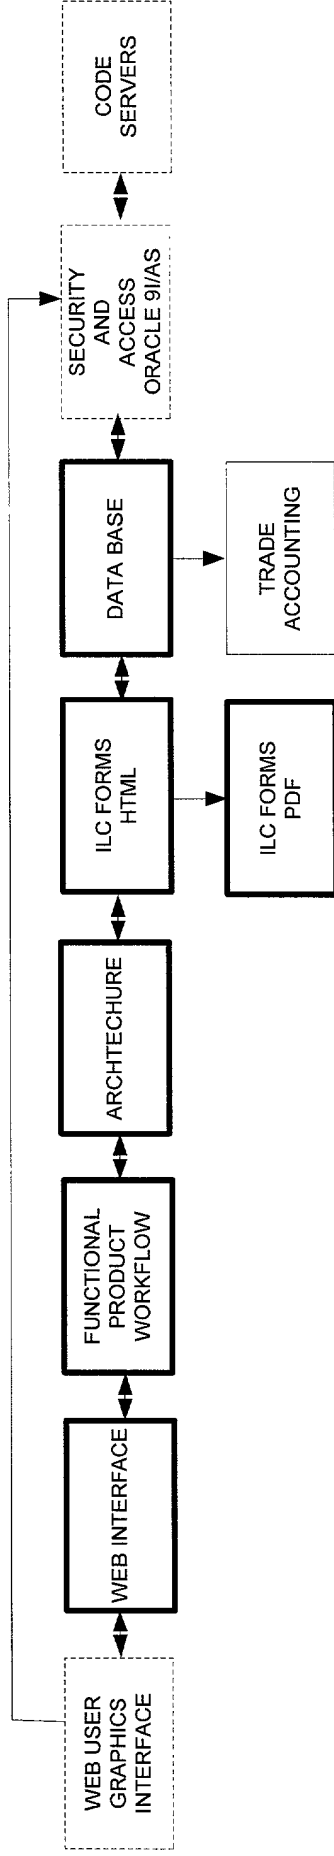 WEB USER
GRAPHICS
INTERFACE
WEB INTERFACE
FUNCTIONAL
PRODUCT
WORKFLOW
ARCHTECHURE
ILC FORMS
HTML
DATA BASE
SECURITY
AND
ACCESS
ORACLE 9I/AS
CODE
SERVERS
ILC FORMS
PDF
TRADE
ACCOUNTING